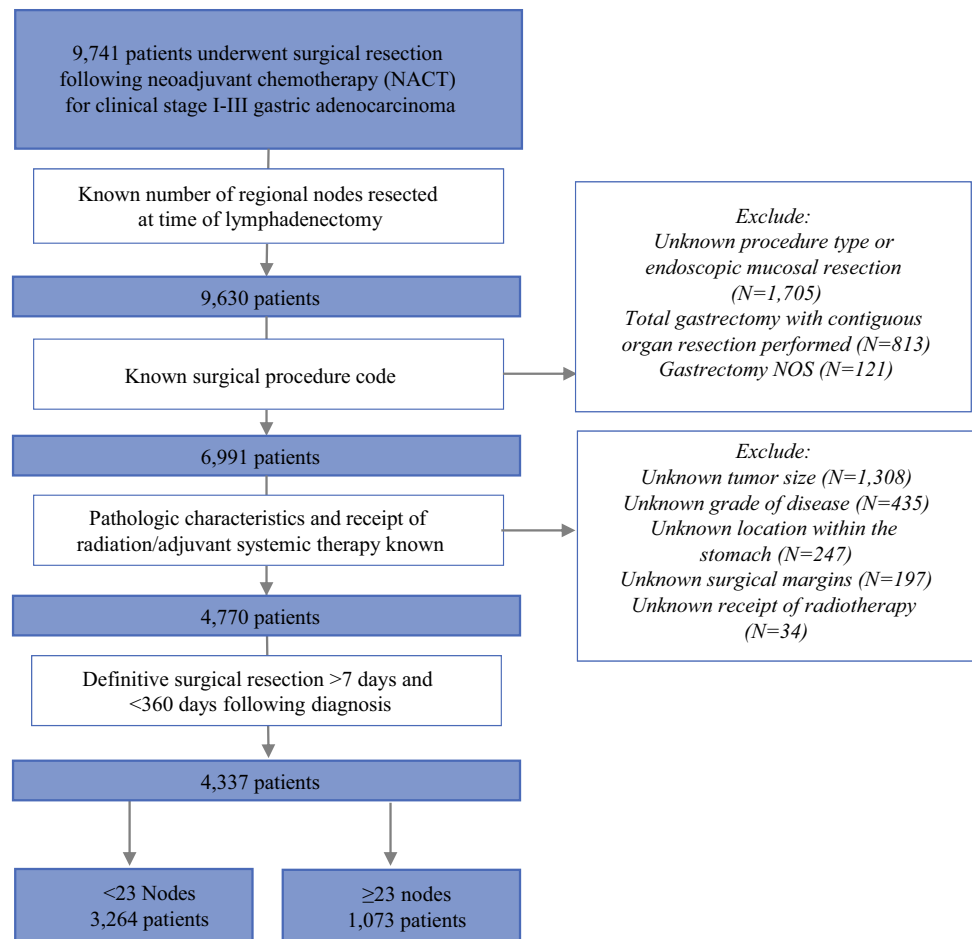 9,741 patients underwent surgical resection
following neoadjuvant chemotherapy (NACT)
for clinical stage I-III gastric adenocarcinoma
Known number of regional nodes resected
at time of lymphadenectomy
9,630 patients
Known surgical procedure code
Exclude:
Unknown procedure type or
endoscopic mucosal resection
(N=1,705)
Total gastrectomy with contiguous
organ resection performed (N=813)
Gastrectomy NOS (N=121)
6,991 patients
Pathologic characteristics and receipt of
radiation/adjuvant systemic therapy known
Exclude:
Unknown tumor size (N=1,308)
Unknown grade of disease (N=435)
Unknown location within the
stomach (N=247)
Unknown surgical margins (N=197)
Unknown receipt of radiotherapy
(N=34)
4,770 patients
Definitive surgical resection >7 days and
<360 days following diagnosis
4,337 patients
<23 Nodes
3,264 patients
≥23 nodes
1,073 patients